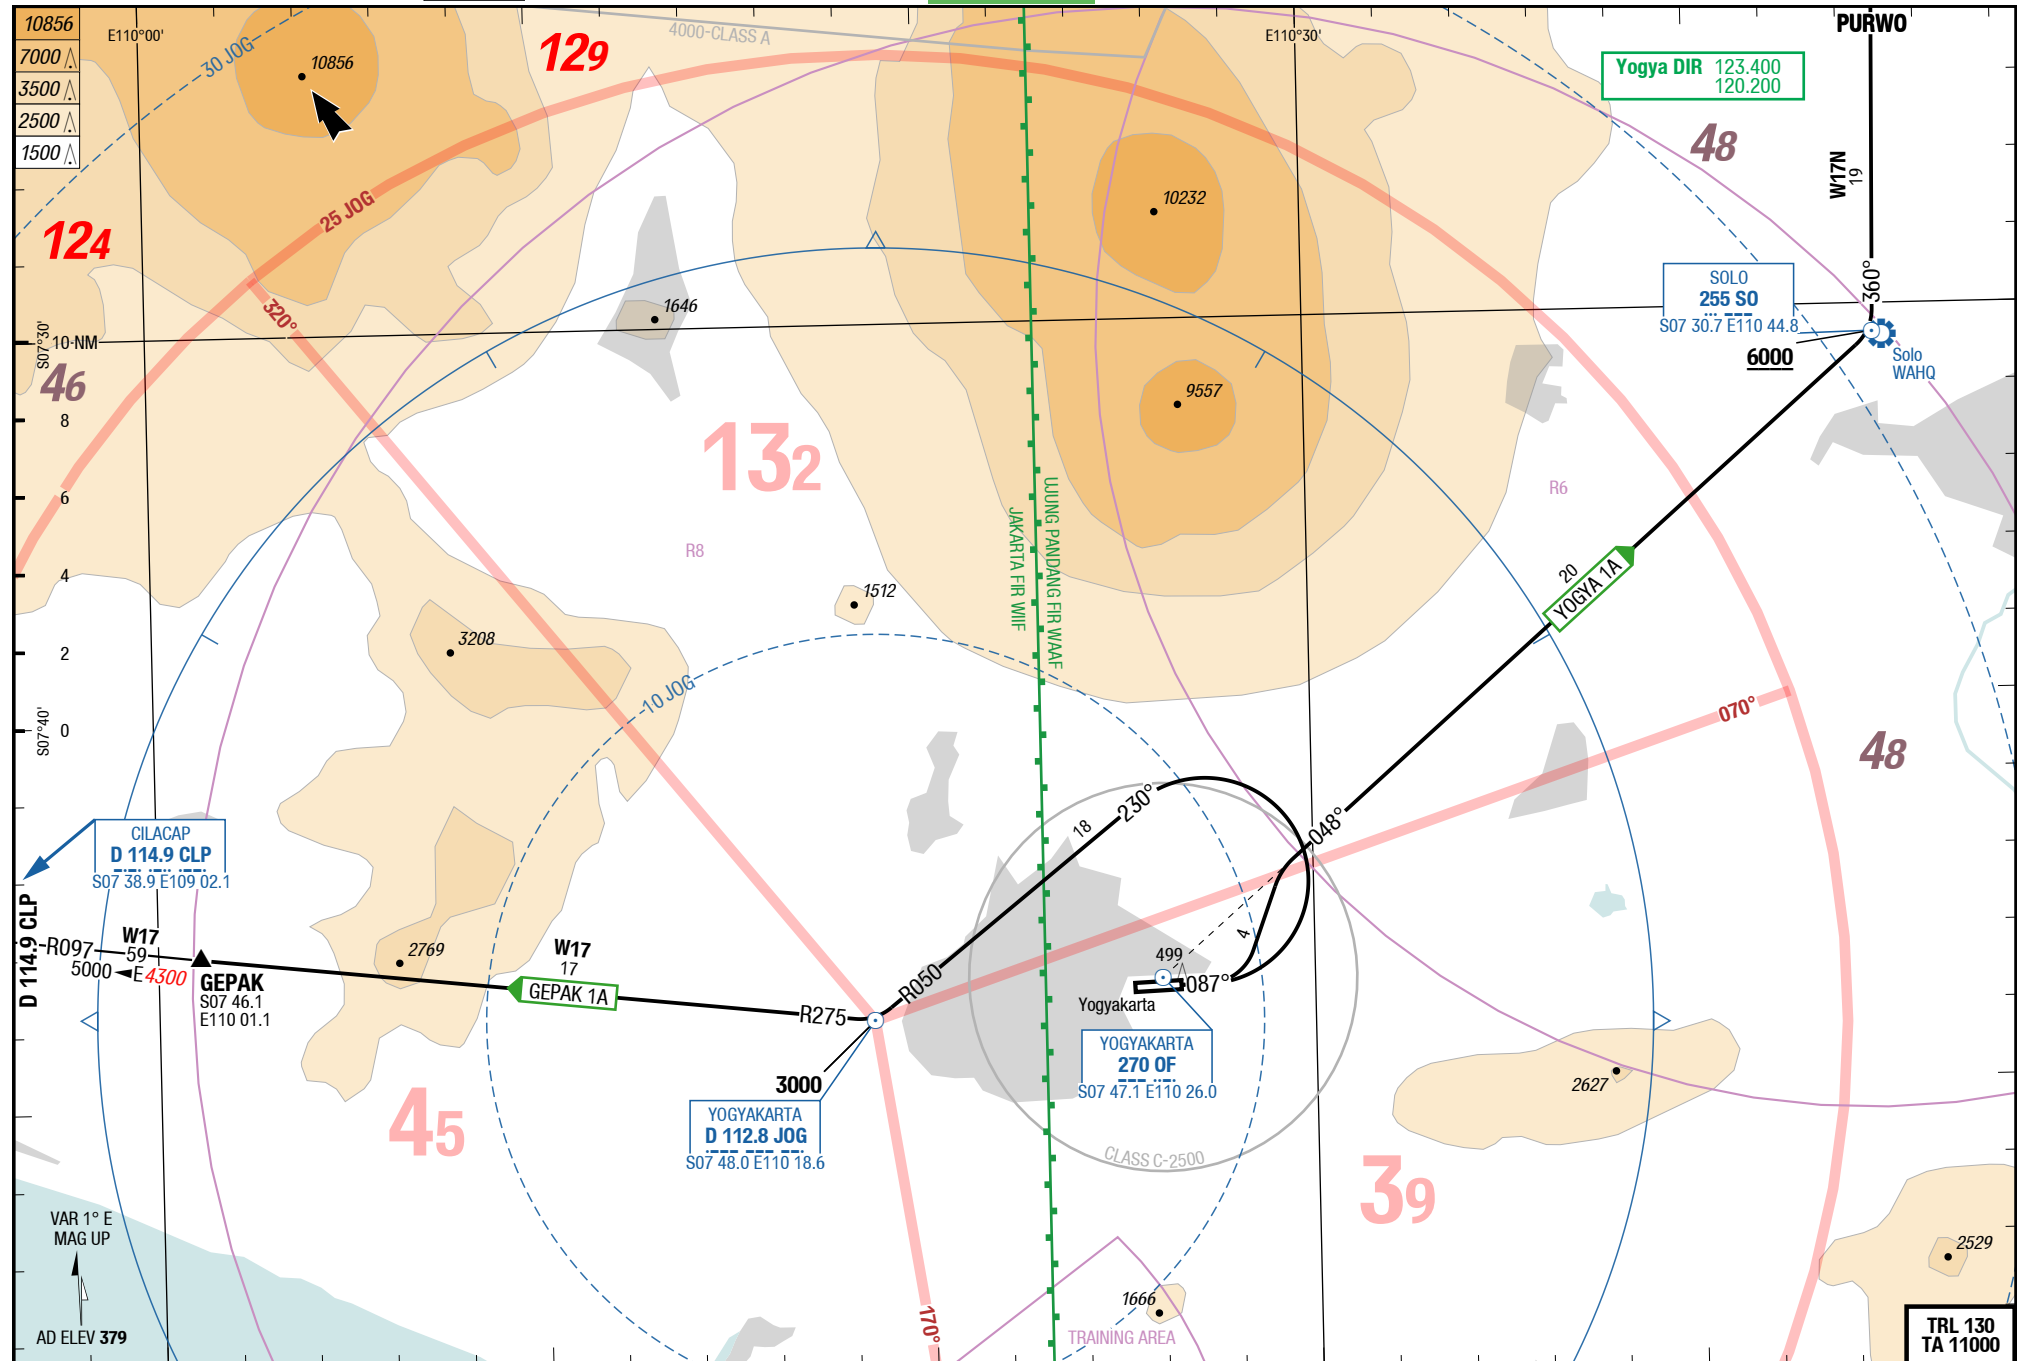 10856
7000
3500
2500
1500
E110°00'
30 JOG
10856
129
4000-CLASS A
E110°30'
PURWO
Yogya DIR 123.400
120.200
48
W17N
19
25 JOG
124
10232
360°
SOLO
255 SO
S07 30.7 E110 44.8
6000
Solo
WAHQ
320°
1646
S07°30'
10 NM
46
8
6
4
2
0
S07°40'
9557
132
R6
R8
UJUNG PANDANG FIR WAAF
JAKARTA FIR WIIF
1512
3208
10 JOG
20
YOGYA 1A
070°
48
CILACAP
D 114.9 CLP
S07 38.9 E109 02.1
230°
18
048°
D 114.9 CLP
R097
W17
59
5000
E 4300
GEPAK
S07 46.1
E110 01.1
2769
W17
17
GEPAK 1A
R275
R050
4
499
087°
Yogyakarta
3000
YOGYAKARTA
D 112.8 JOG
S07 48.0 E110 18.6
YOGYAKARTA
270 OF
S07 47.1 E110 26.0
CLASS C-2500
2627
45
39
VAR 1° E
MAG UP
AD ELEV 379
170°
1666
TRAINING AREA
2529
TRL 130
TA 11000